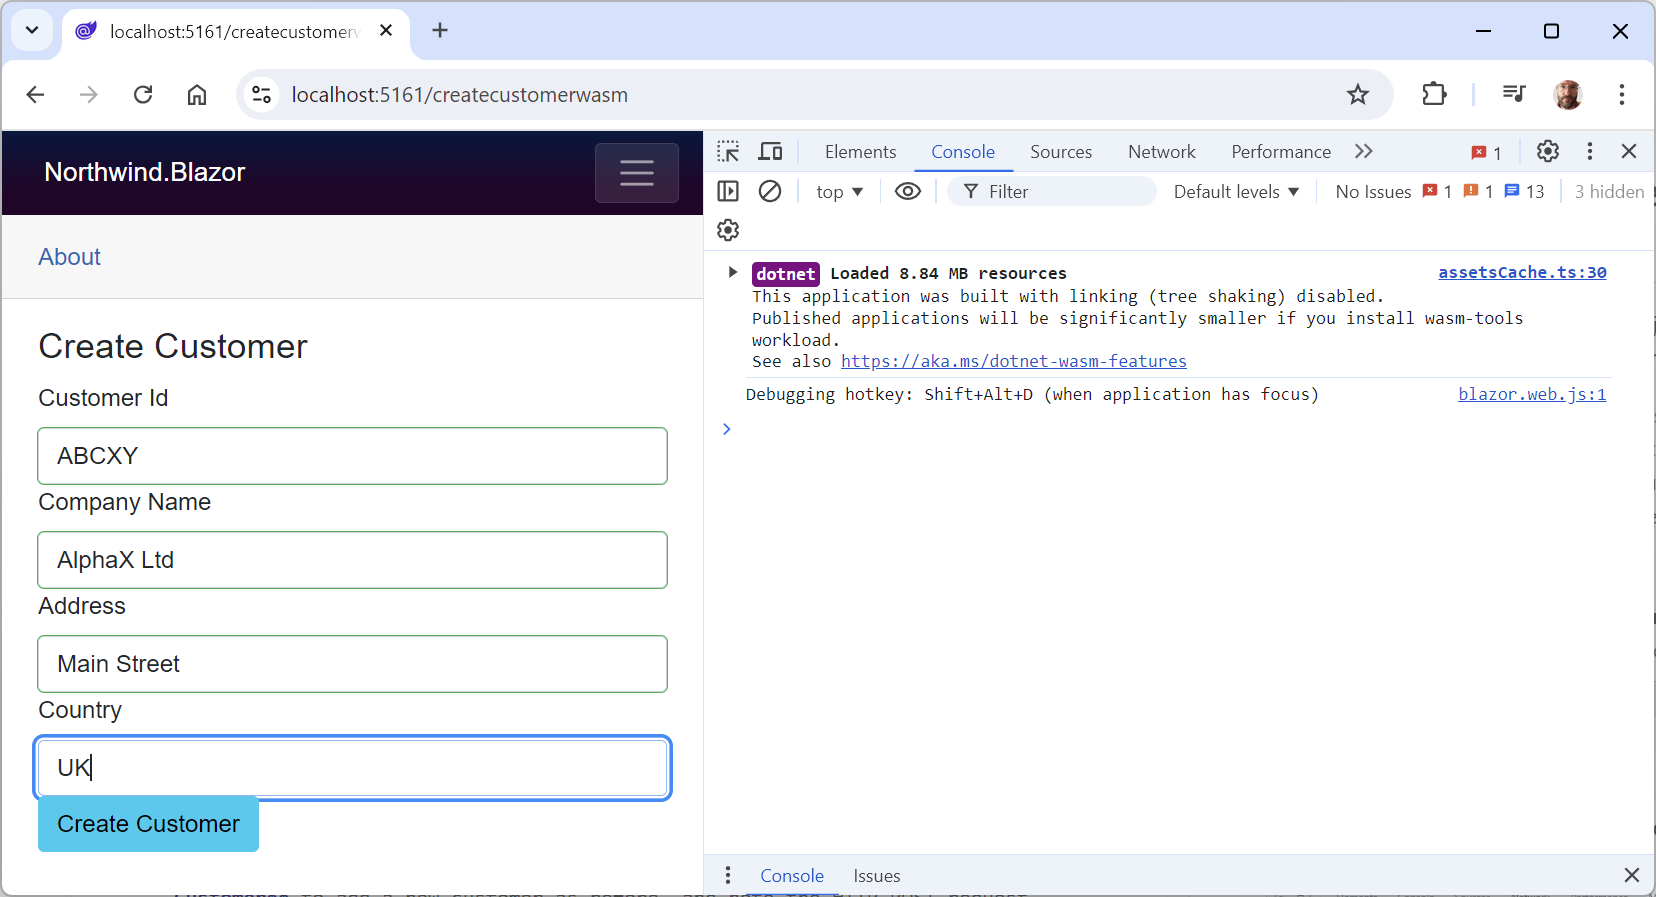 localhost:5161/createcustomerw
localhost:5161/createcustomerwasm
Northwind.Blazor
About
Create Customer
Customer Id
ABCXY
Company Name
AlphaX Ltd
Address
Main Street
Country
UK
Create Customer
Elements Console Sources Network Performance 1
top Filter Default levels No Issues 1 1 13 3 hidden
dotnet Loaded 8.84 MB resources assetsCache.ts:30
This application was built with linking (tree shaking) disabled.
Published applications will be significantly smaller if you install wasm-tools
workload.
See also https://aka.ms/dotnet-wasm-features
Debugging hotkey: Shift+Alt+D (when application has focus) blazor.web.js:1
Console Issues